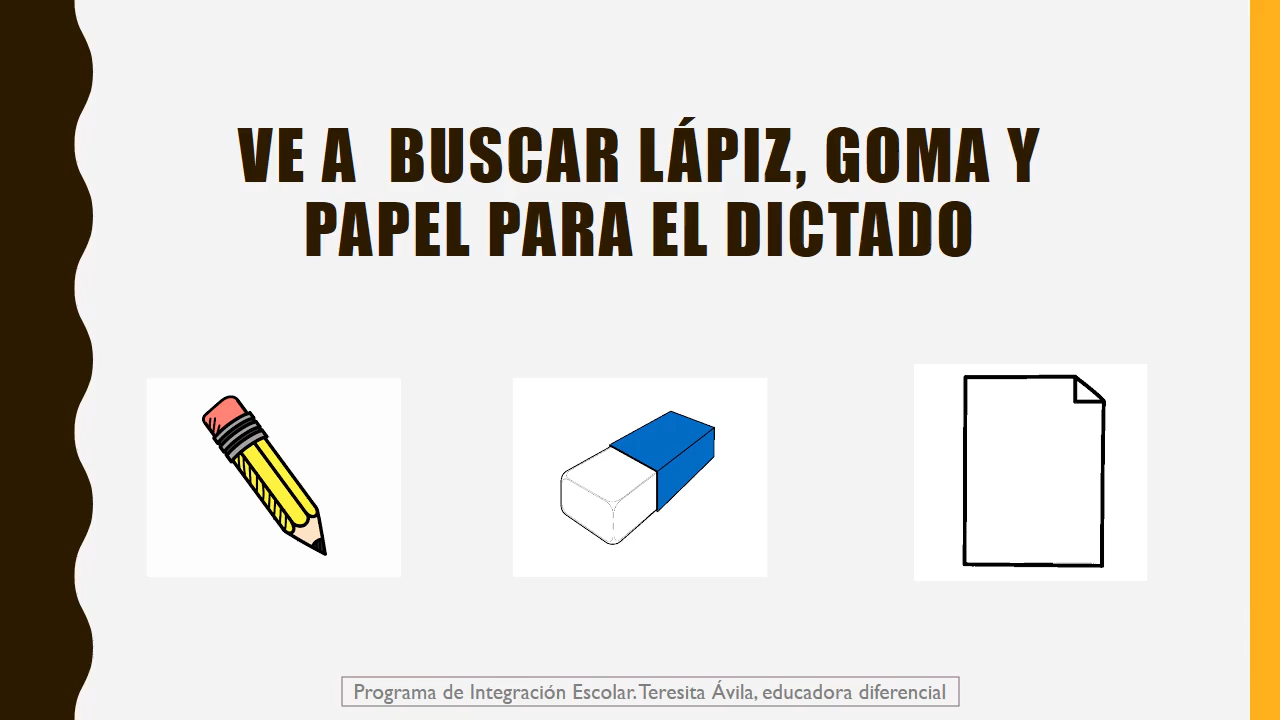 VE A BUSCAR LÁPIZ, GOMA Y
PAPEL PARA EL DICTADO
Programa de Integración Escolar. Teresita Ávila, educadora diferencial